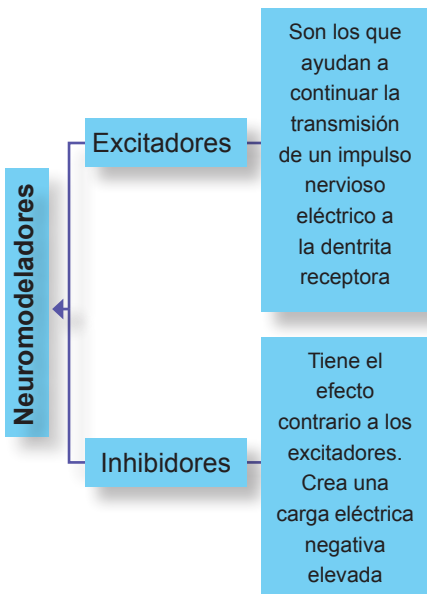 Neuromodeladores
Excitadores
Son los que
ayudan a
continuar la
transmisión
de un impulso
nervioso
eléctrico a
la dentrita
receptora
Inhibidores
Tiene el
efecto
contrario a los
excitadores.
Crea una
carga eléctrica
negativa
elevada